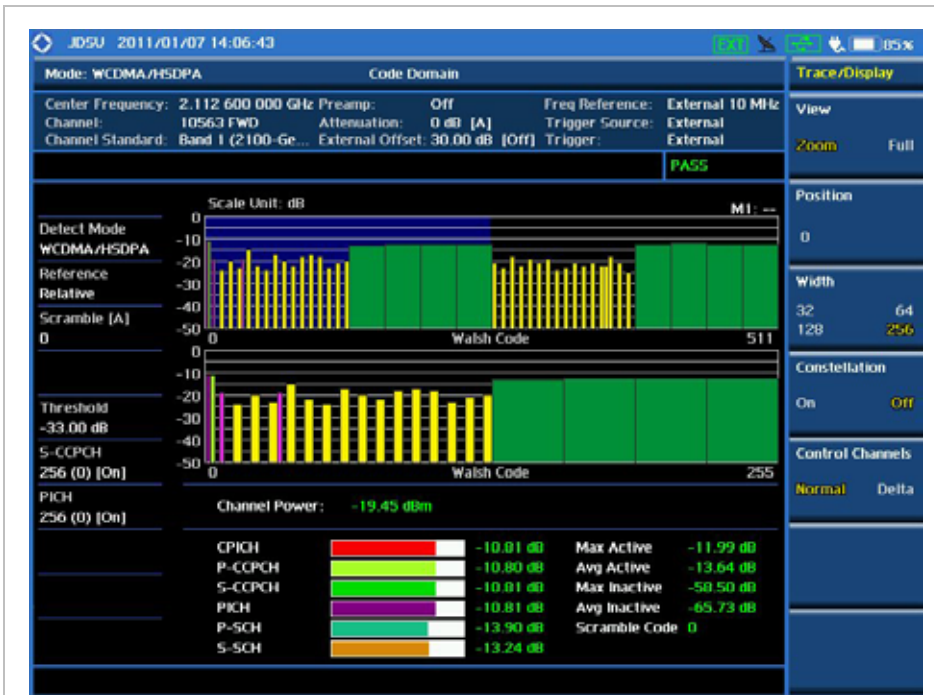 JDSU 2011/01/07 14:06:43 EXT 85%
Mode: WCDMA/HSDPA Code Domain Trace/Display
Center Frequency: 2.112 600 000 GHz Preamp: Off Freq Reference: External 10 MHz
Channel: 10563 FWD Attenuation: 0 dB [A] Trigger Source: External
Channel Standard: Band 1 (2100-Ge... External Offset: 30.00 dB [Off] Trigger: External
PASS
View
Zoom Full
Position
0
Width
32 64
128 256
Constellation
On Off
Control Channels
Normal Delta
Detect Mode
WCDMA/HSDPA
Reference
Relative
Scramble [A]
0
Threshold
-33.00 dB
S-CCPCH
256 (0) [On]
PICH
256 (0) [On]
Scale Unit: dB M1: --
0
-10
-20
-30
-40
-50
0 Walsh Code 511
0
-10
-20
-30
-40
-50
0 Walsh Code 255
Channel Power: -19.45 dBm
CPICH -10.81 dB Max Active -11.99 dB
P-CCPCH -10.80 dB Avg Active -13.64 dB
S-CCPCH -10.81 dB Max Inactive -58.50 dB
PICH -10.81 dB Avg Inactive -65.73 dB
P-SCH -13.90 dB Scramble Code 0
S-SCH -13.24 dB